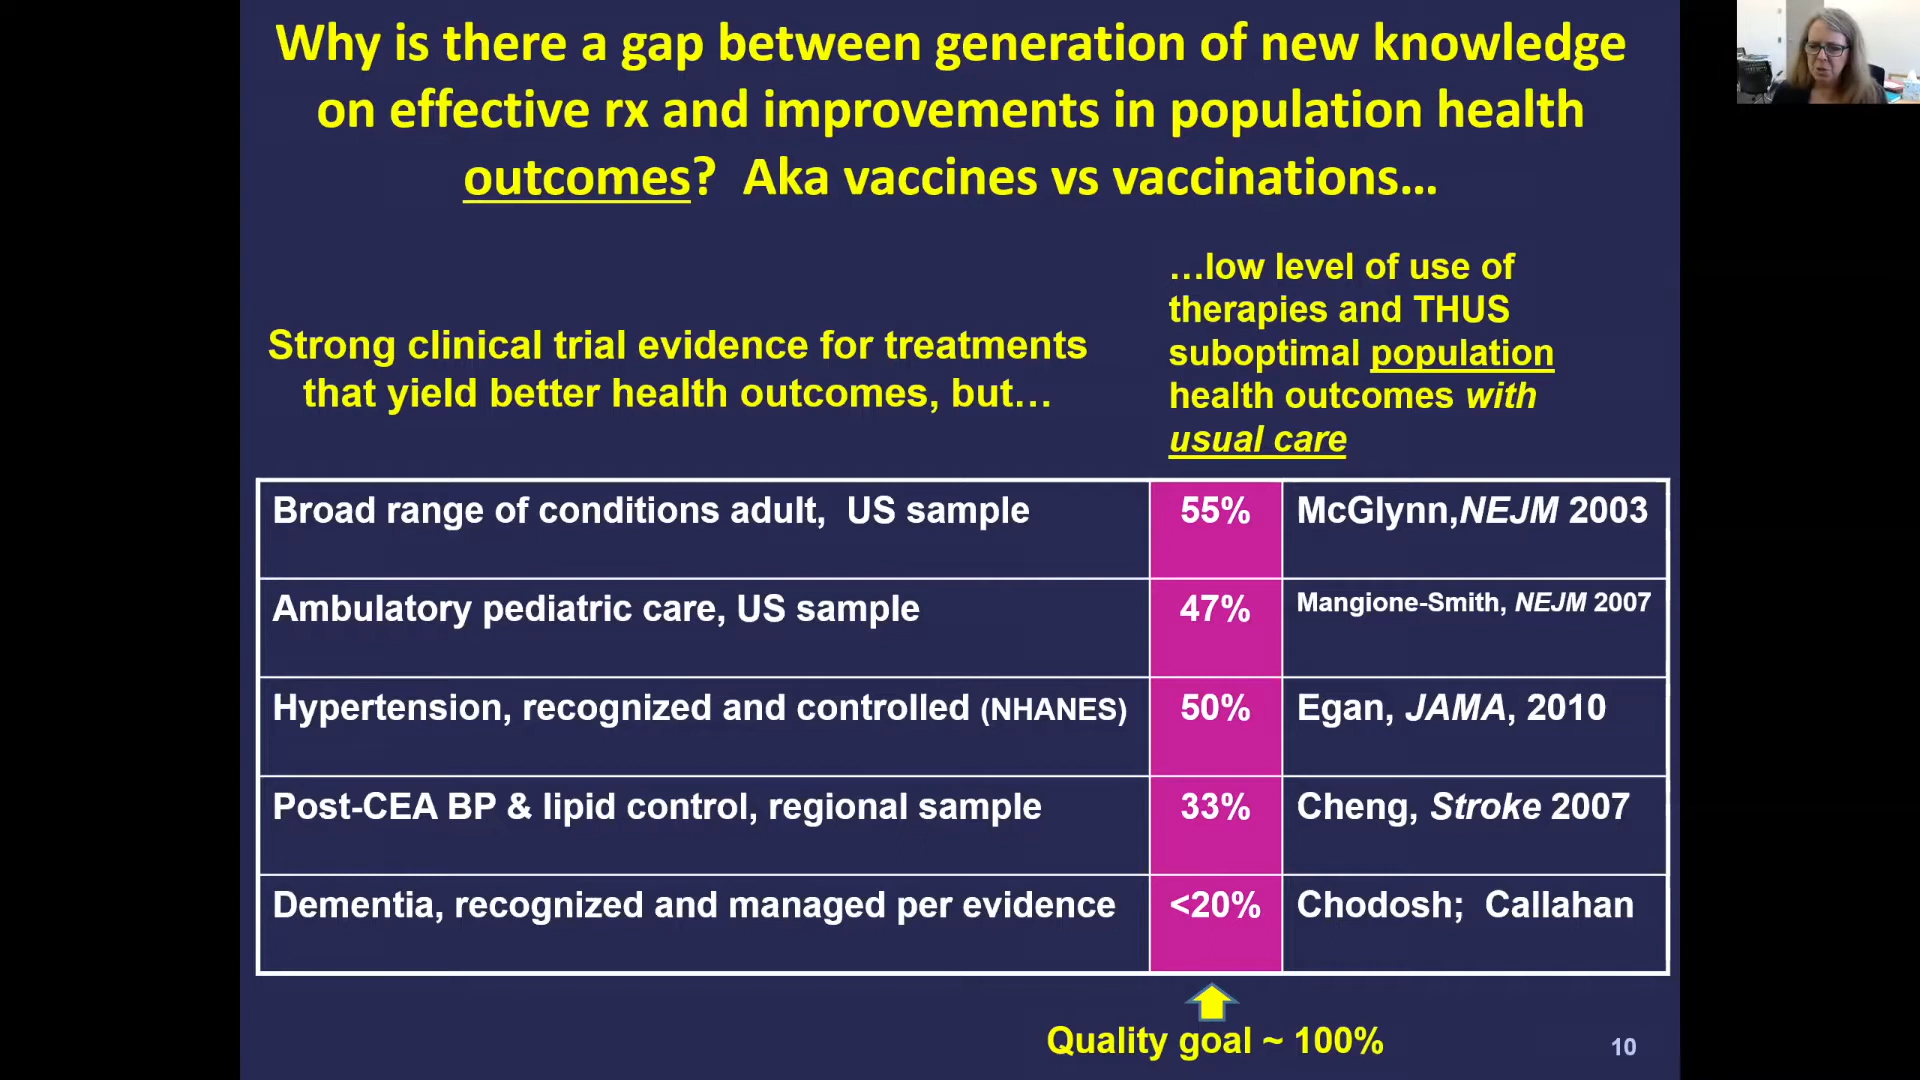 Why is there a gap between generation of new knowledge
on effective rx and improvements in population health
outcomes?  Aka vaccines vs vaccinations…
Strong clinical trial evidence for treatments
that yield better health outcomes, but…
…low level of use of
therapies and THUS
suboptimal population
health outcomes with
usual care
Broad range of conditions adult,  US sample 55% McGlynn,NEJM 2003
Ambulatory pediatric care, US sample 47% Mangione-Smith, NEJM 2007
Hypertension, recognized and controlled (NHANES) 50% Egan, JAMA, 2010
Post-CEA BP & lipid control, regional sample 33% Cheng, Stroke 2007
Dementia, recognized and managed per evidence <20% Chodosh;  Callahan
Quality goal ~ 100%
10